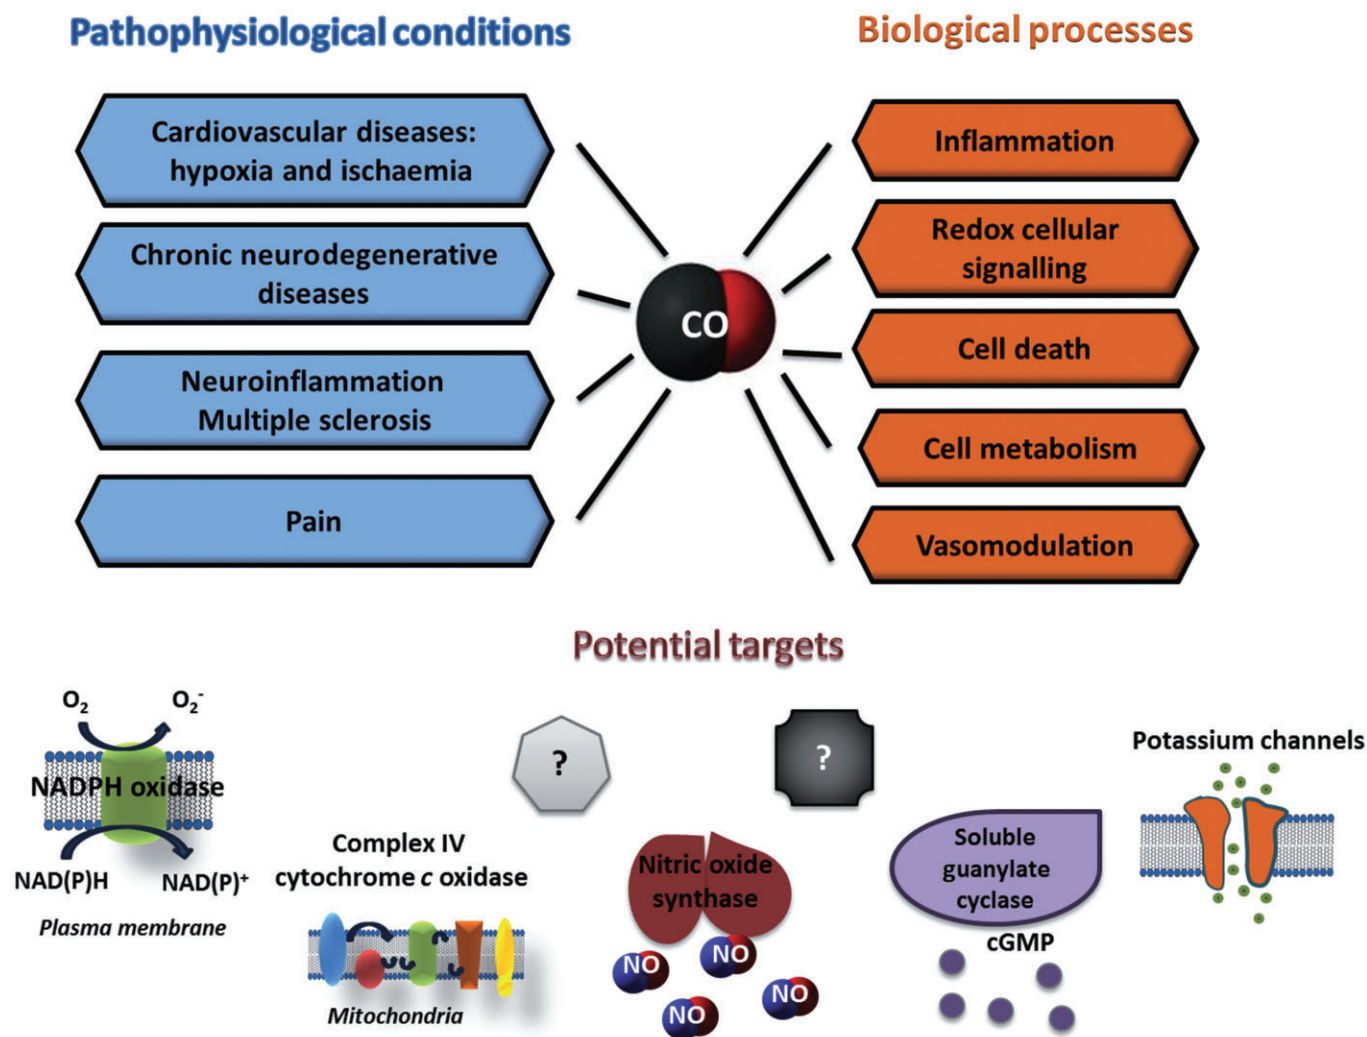 Pathophysiological conditions
Biological processes
Cardiovascular diseases:
hypoxia and ischaemia
Chronic neurodegenerative
diseases
Neuroinflammation
Multiple sclerosis
Pain
CO
Inflammation
Redox cellular
signalling
Cell death
Cell metabolism
Vasomodulation
Potential targets
O₂
O₂⁻
NADPH oxidase
NAD(P)H
NAD(P)⁺
Plasma membrane
Complex IV
cytochrome c oxidase
Mitochondria
?
?
Nitric oxide
synthase
NO
NO
NO
NO
Soluble
guanylate
cyclase
cGMP
Potassium channels